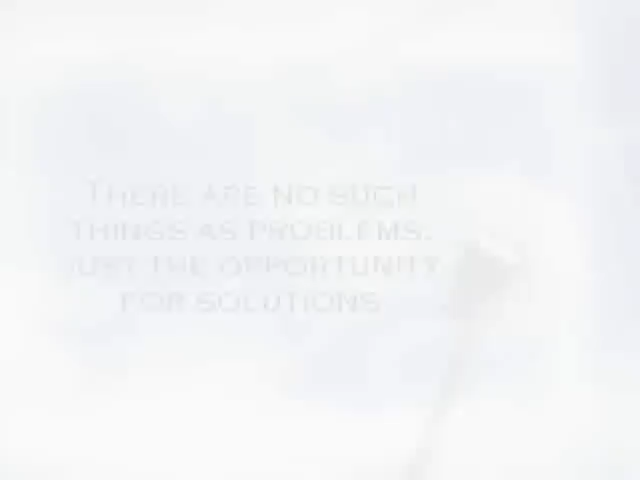 THERE ARE NO SUCH
THINGS AS PROBLEMS.
JUST THE OPPORTUNITY
FOR SOLUTIONS